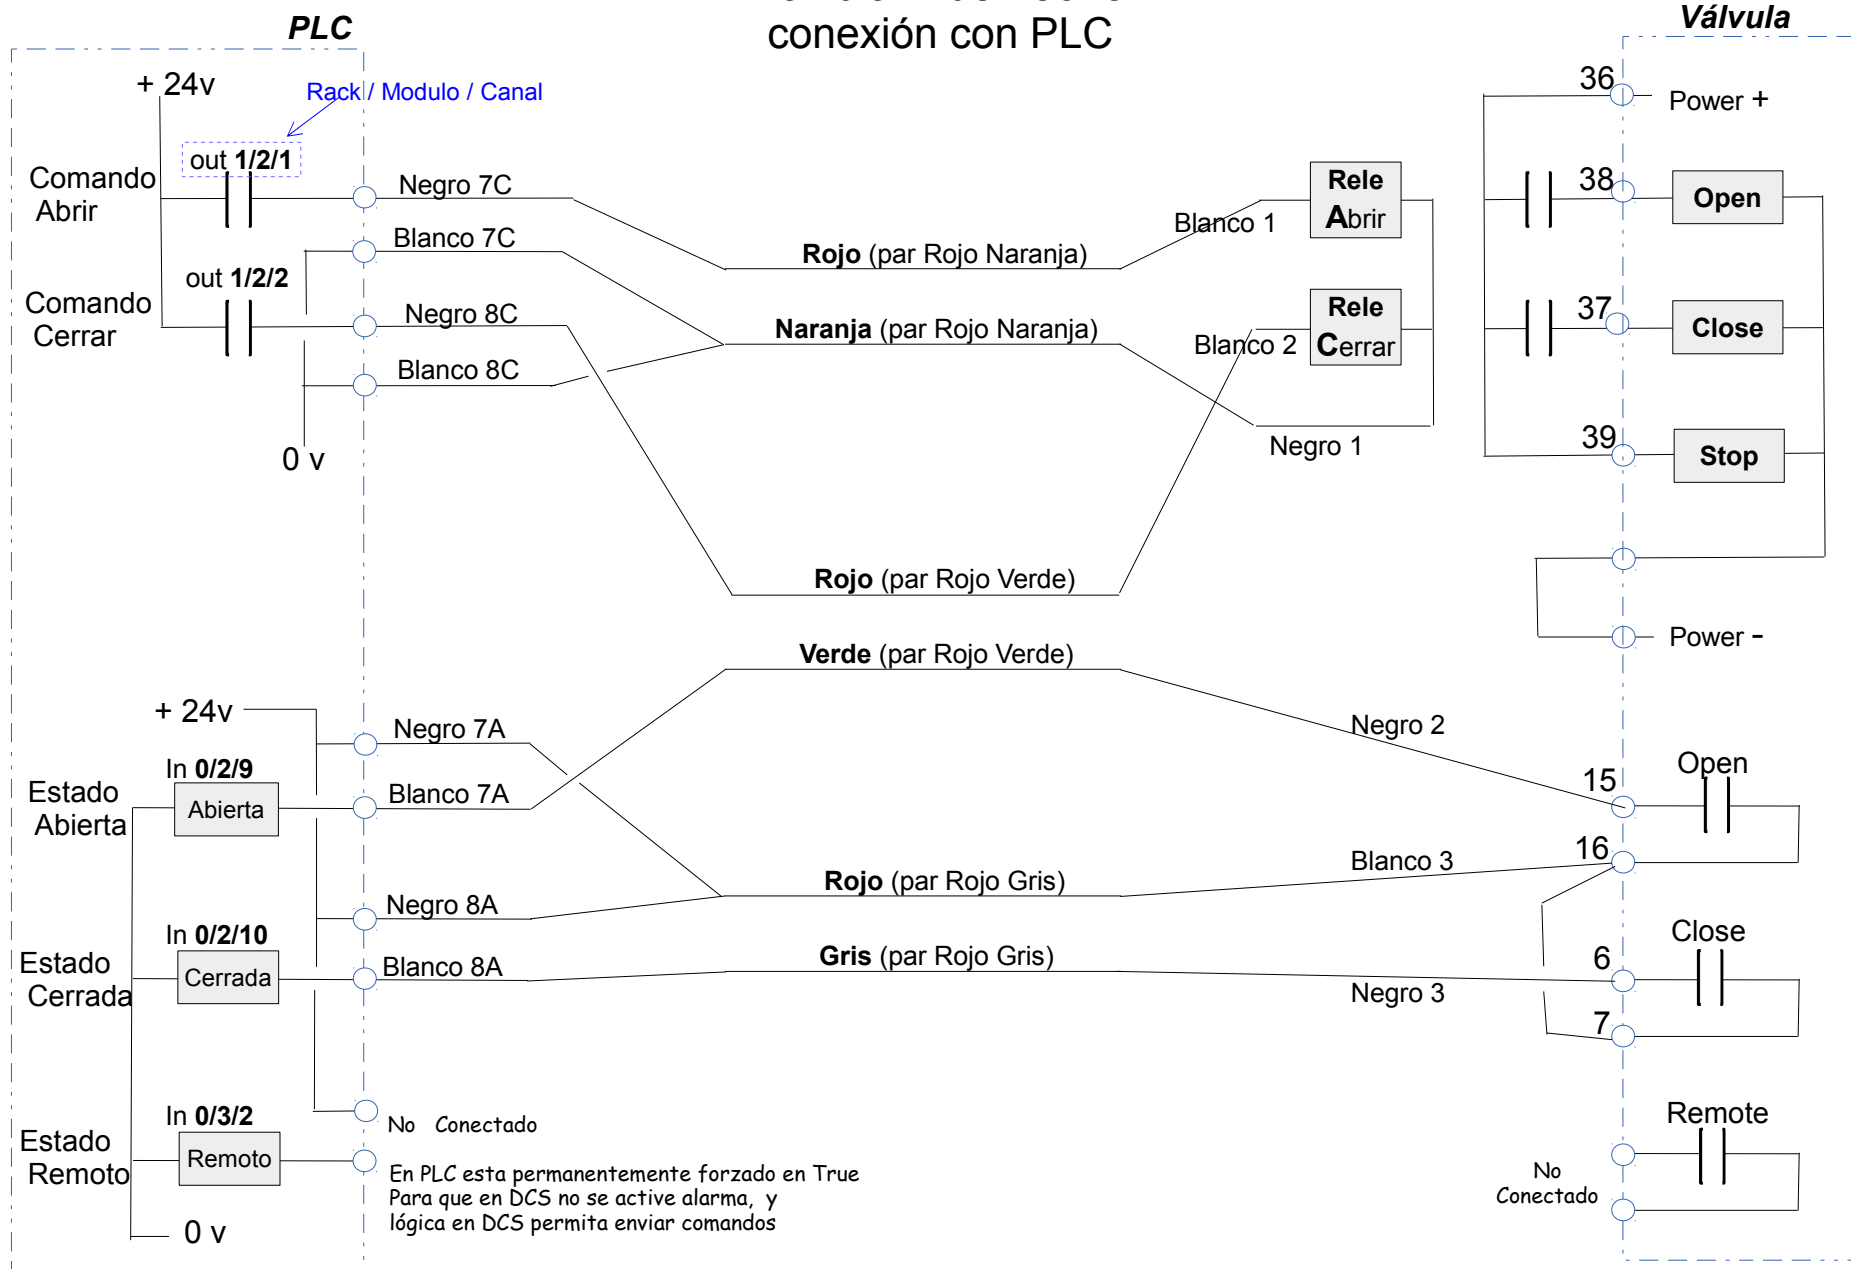 conexión con PLC
PLC
Válvula
+ 24v
Rack / Modulo / Canal
out 1/2/1
Comando
Abrir
Negro 7C
Blanco 7C
out 1/2/2
Comando
Cerrar
Negro 8C
Blanco 8C
0 v
Rojo (par Rojo Naranja)
Naranja (par Rojo Naranja)
Rojo (par Rojo Verde)
Verde (par Rojo Verde)
Blanco 1
Rele
Abrir
Blanco 2
Rele
Cerrar
Negro 1
36
Power +
38
Open
37
Close
39
Stop
Power -
+ 24v
Negro 7A
In 0/2/9
Estado
Abierta
Abierta
Blanco 7A
Negro 8A
In 0/2/10
Estado
Cerrada
Cerrada
Blanco 8A
Rojo (par Rojo Gris)
Gris (par Rojo Gris)
Negro 2
Blanco 3
Negro 3
15
Open
16
6
Close
7
In 0/3/2
Estado
Remoto
Remoto
0 v
No Conectado
En PLC esta permanentemente forzado en True
Para que en DCS no se active alarma, y
lógica en DCS permita enviar comandos
Remote
No
Conectado